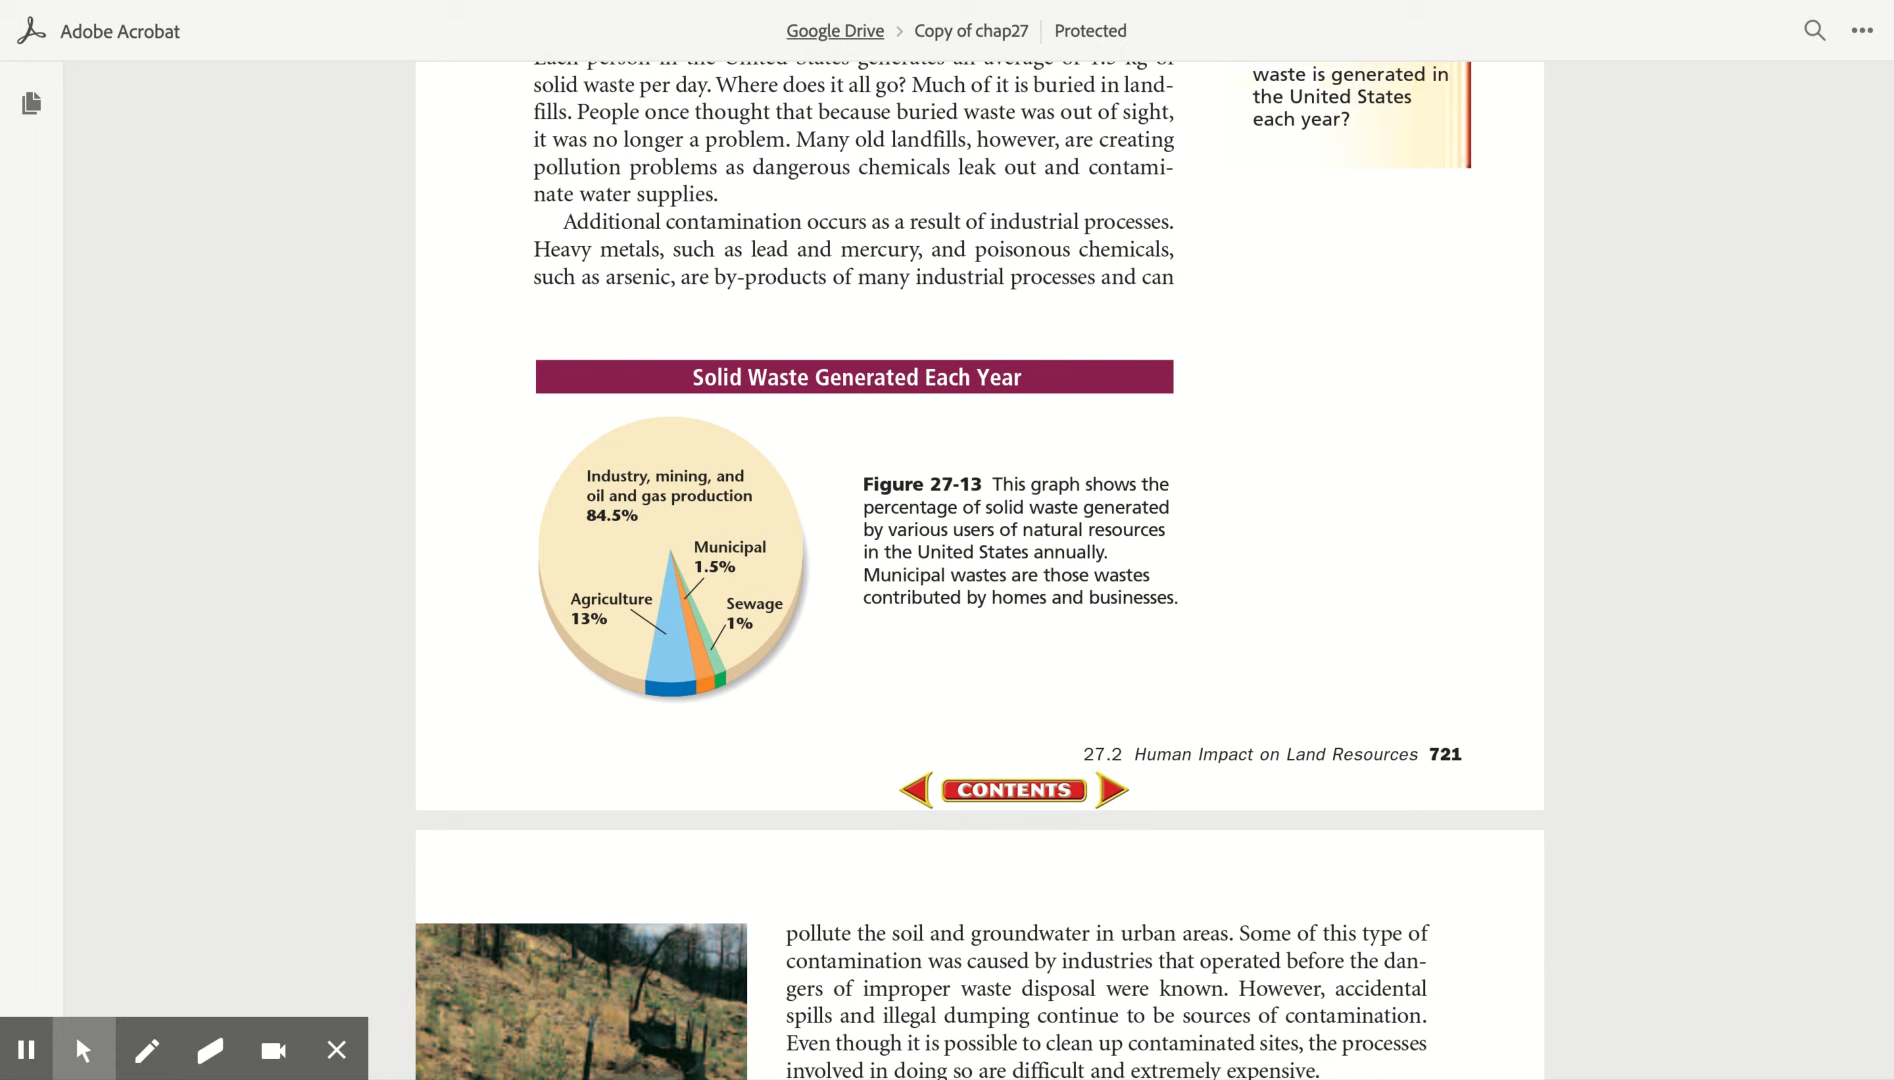 Adobe Acrobat
Google Drive > Copy of chap27 | Protected
Each person in the United States generates an average of
solid waste per day. Where does it all go? Much of it is buried in land-
fills. People once thought that because buried waste was out of sight,
it was no longer a problem. Many old landfills, however, are creating
pollution problems as dangerous chemicals leak out and contami-
nate water supplies.
Additional contamination occurs as a result of industrial processes.
Heavy metals, such as lead and mercury, and poisonous chemicals,
such as arsenic, are by-products of many industrial processes and can
waste is generated in
the United States
each year?
Solid Waste Generated Each Year
Industry, mining, and
oil and gas production
84.5%
Municipal
1.5%
Agriculture
13%
Sewage
1%
Figure 27-13 This graph shows the
percentage of solid waste generated
by various users of natural resources
in the United States annually.
Municipal wastes are those wastes
contributed by homes and businesses.
27.2 Human Impact on Land Resources 721
CONTENTS
pollute the soil and groundwater in urban areas. Some of this type of
contamination was caused by industries that operated before the dan-
gers of improper waste disposal were known. However, accidental
spills and illegal dumping continue to be sources of contamination.
Even though it is possible to clean up contaminated sites, the processes
involved in doing so are difficult and extremely expensive.